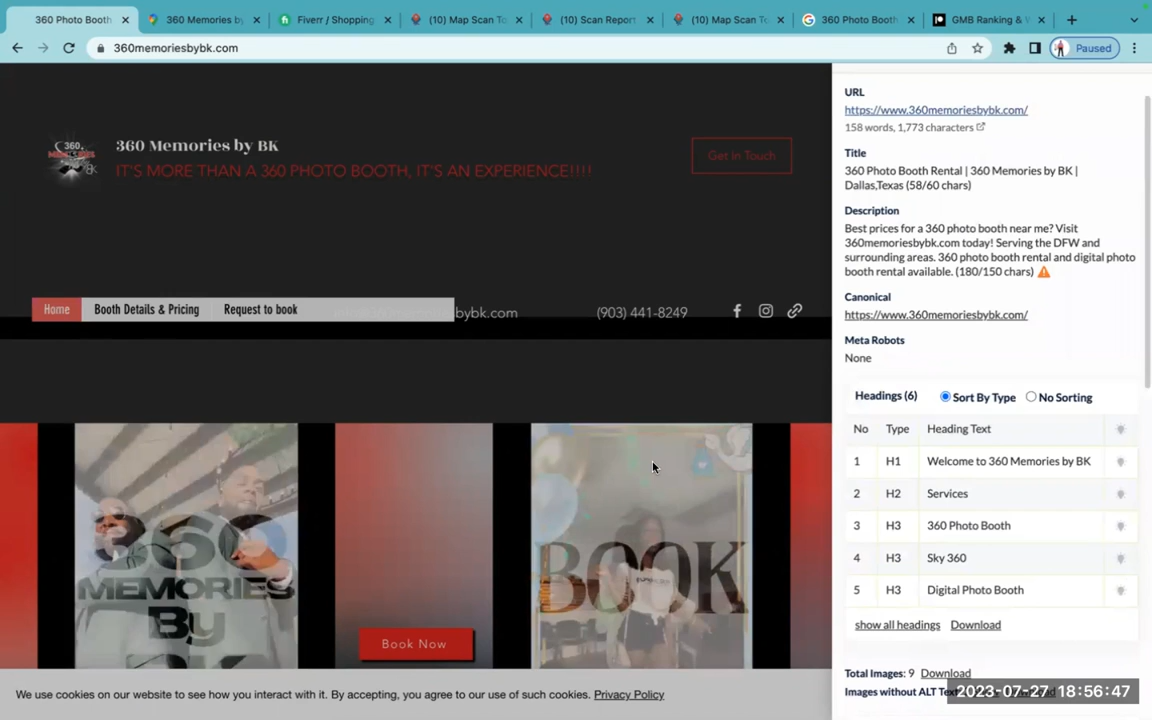 360 Photo Booth
360 Memories by
Fiverr / Shopping
(10) Map Scan To
(10) Scan Report
(10) Map Scan To
360 Photo Booth
GMB Ranking & W
360memoriesbybk.com
Paused
360 Memories by BK
IT'S MORE THAN A 360 PHOTO BOOTH, IT'S AN EXPERIENCE!!!!
Get In Touch
Home
Booth Details & Pricing
Request to book
bybk.com
(903) 441-8249
360
MEMORIES
By
BK
Book Now
BOOK
We use cookies on our website to see how you interact with it. By accepting, you agree to our use of such cookies. Privacy Policy
URL
https://www.360memoriesbybk.com/
158 words, 1,773 characters
Title
360 Photo Booth Rental | 360 Memories by BK |
Dallas,Texas (58/60 chars)
Description
Best prices for a 360 photo booth near me? Visit
360memoriesbybk.com today! Serving the DFW and
surrounding areas. 360 photo booth rental and digital photo
booth rental available. (180/150 chars)
Canonical
https://www.360memoriesbybk.com/
Meta Robots
None
Headings (6)
Sort By Type
No Sorting
No Type Heading Text
1 H1 Welcome to 360 Memories by BK
2 H2 Services
3 H3 360 Photo Booth
4 H3 Sky 360
5 H3 Digital Photo Booth
show all headings Download
Total Images: 9 Download
Images without ALT Text
2023-07-27 18:56:47